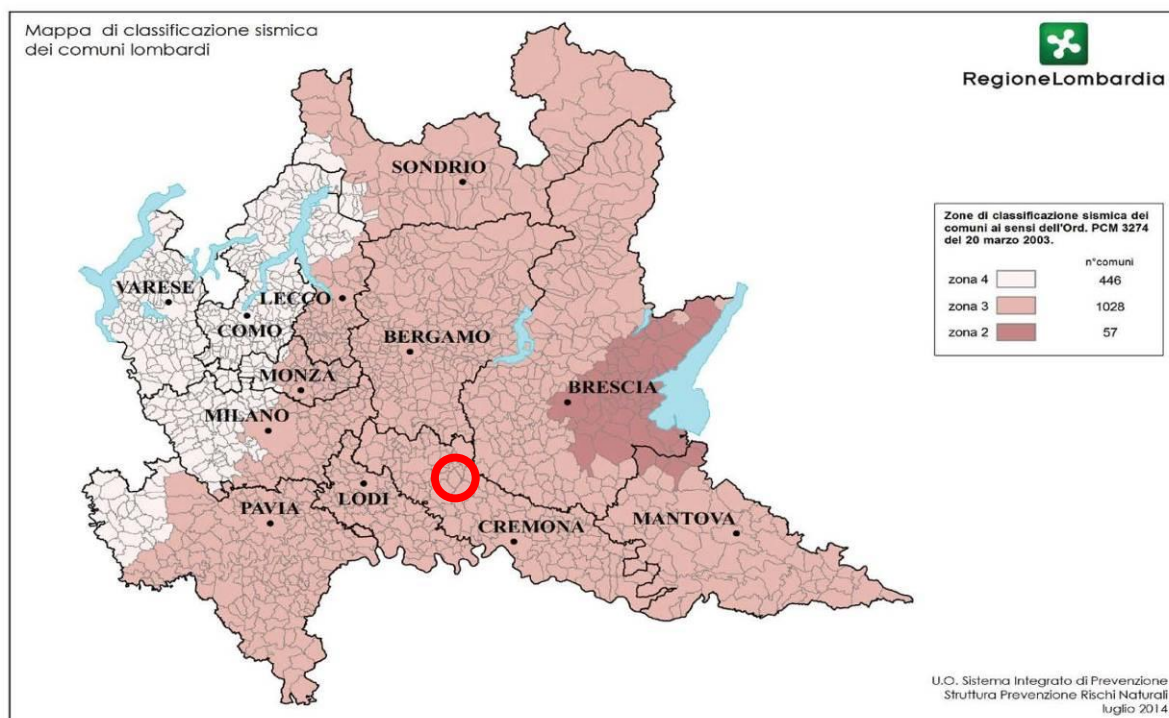 Mappa di classificazione sismica
dei comuni lombardi
RegioneLombardia
SONDRIO
VARESE
LECCO
COMO
BERGAMO
MONZA
BRESCIA
MILANO
LODI
PAVIA
CREMONA
MANTOVA
Zone di classificazione sismica dei
comuni ai sensi dell'Ord. PCM 3274
del 20 marzo 2003.
n°comuni
zona 4 446
zona 3 1028
zona 2 57
U.O. Sistema Integrato di Prevenzione
Struttura Prevenzione Rischi Naturali
luglio 2014